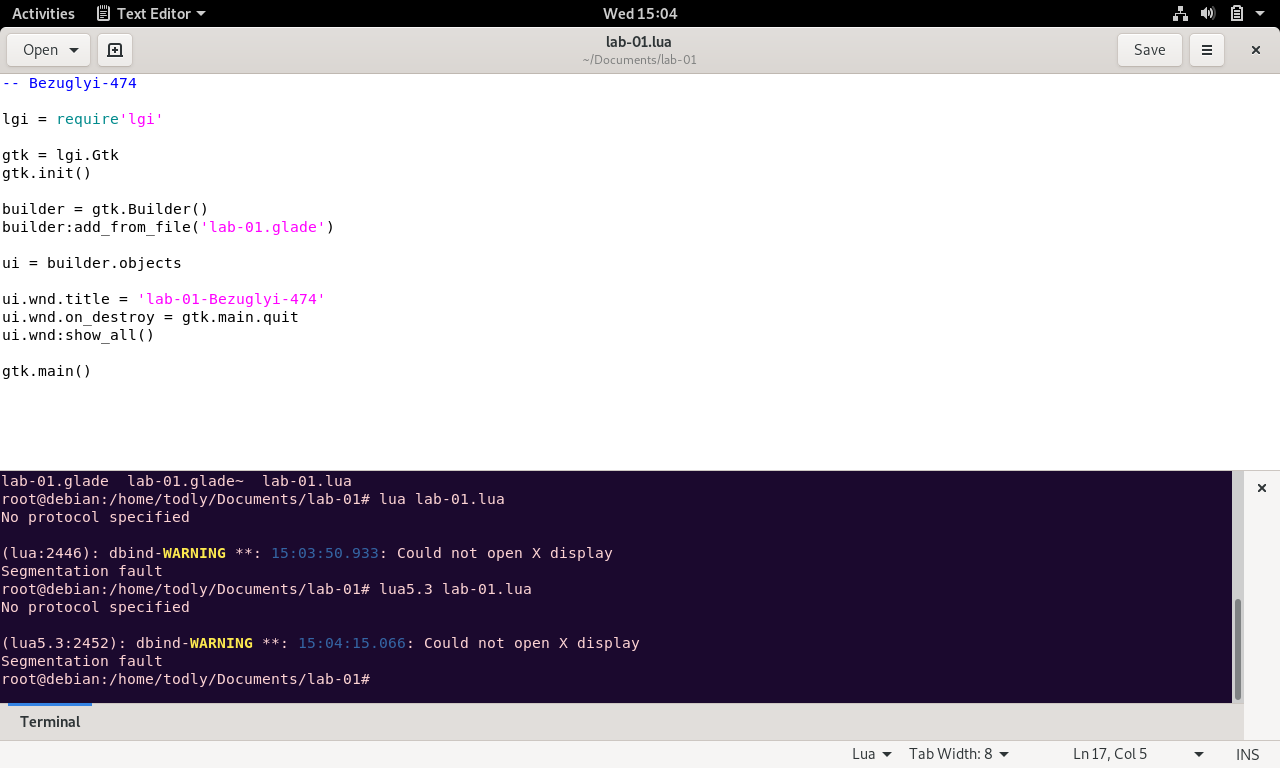 Activities Text Editor Wed 15:04
Open lab-01.lua Save
~/Documents/lab-01
-- Bezuglyi-474
lgi = require'lgi'
gtk = lgi.Gtk
gtk.init()
builder = gtk.Builder()
builder:add_from_file('lab-01.glade')
ui = builder.objects
ui.wnd.title = 'lab-01-Bezuglyi-474'
ui.wnd.on_destroy = gtk.main.quit
ui.wnd:show_all()
gtk.main()
lab-01.glade  lab-01.glade~  lab-01.lua
root@debian:/home/todly/Documents/lab-01# lua lab-01.lua
No protocol specified
(lua:2446): dbind-WARNING **: 15:03:50.933: Could not open X display
Segmentation fault
root@debian:/home/todly/Documents/lab-01# lua5.3 lab-01.lua
No protocol specified
(lua5.3:2452): dbind-WARNING **: 15:04:15.066: Could not open X display
Segmentation fault
root@debian:/home/todly/Documents/lab-01#
Terminal
Lua Tab Width: 8 Ln 17, Col 5 INS